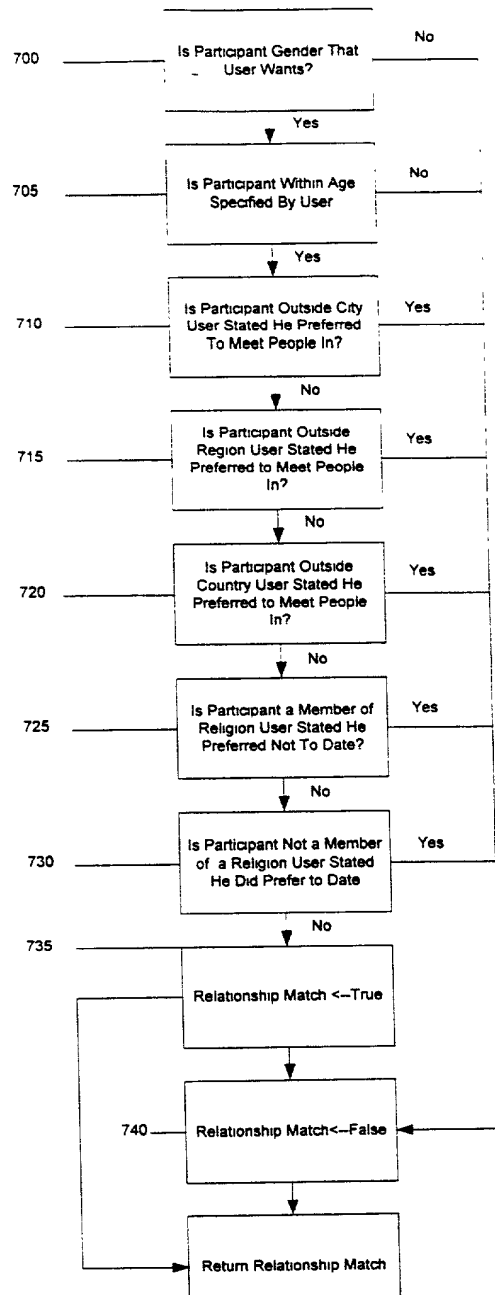 700
Is Participant Gender That
User Wants?
No
Yes
705
Is Participant Within Age
Specified By User
No
Yes
710
Is Participant Outside City
User Stated He Preferred
To Meet People In?
Yes
No
715
Is Participant Outside
Region User Stated He
Preferred to Meet People
In?
Yes
No
720
Is Participant Outside
Country User Stated He
Preferred to Meet People
In?
Yes
No
725
Is Participant a Member of
Religion User Stated He
Preferred Not To Date?
Yes
No
730
Is Participant Not a Member
of a Religion User Stated
He Did Prefer to Date
Yes
No
735
Relationship Match <--True
740
Relationship Match<--False
Return Relationship Match